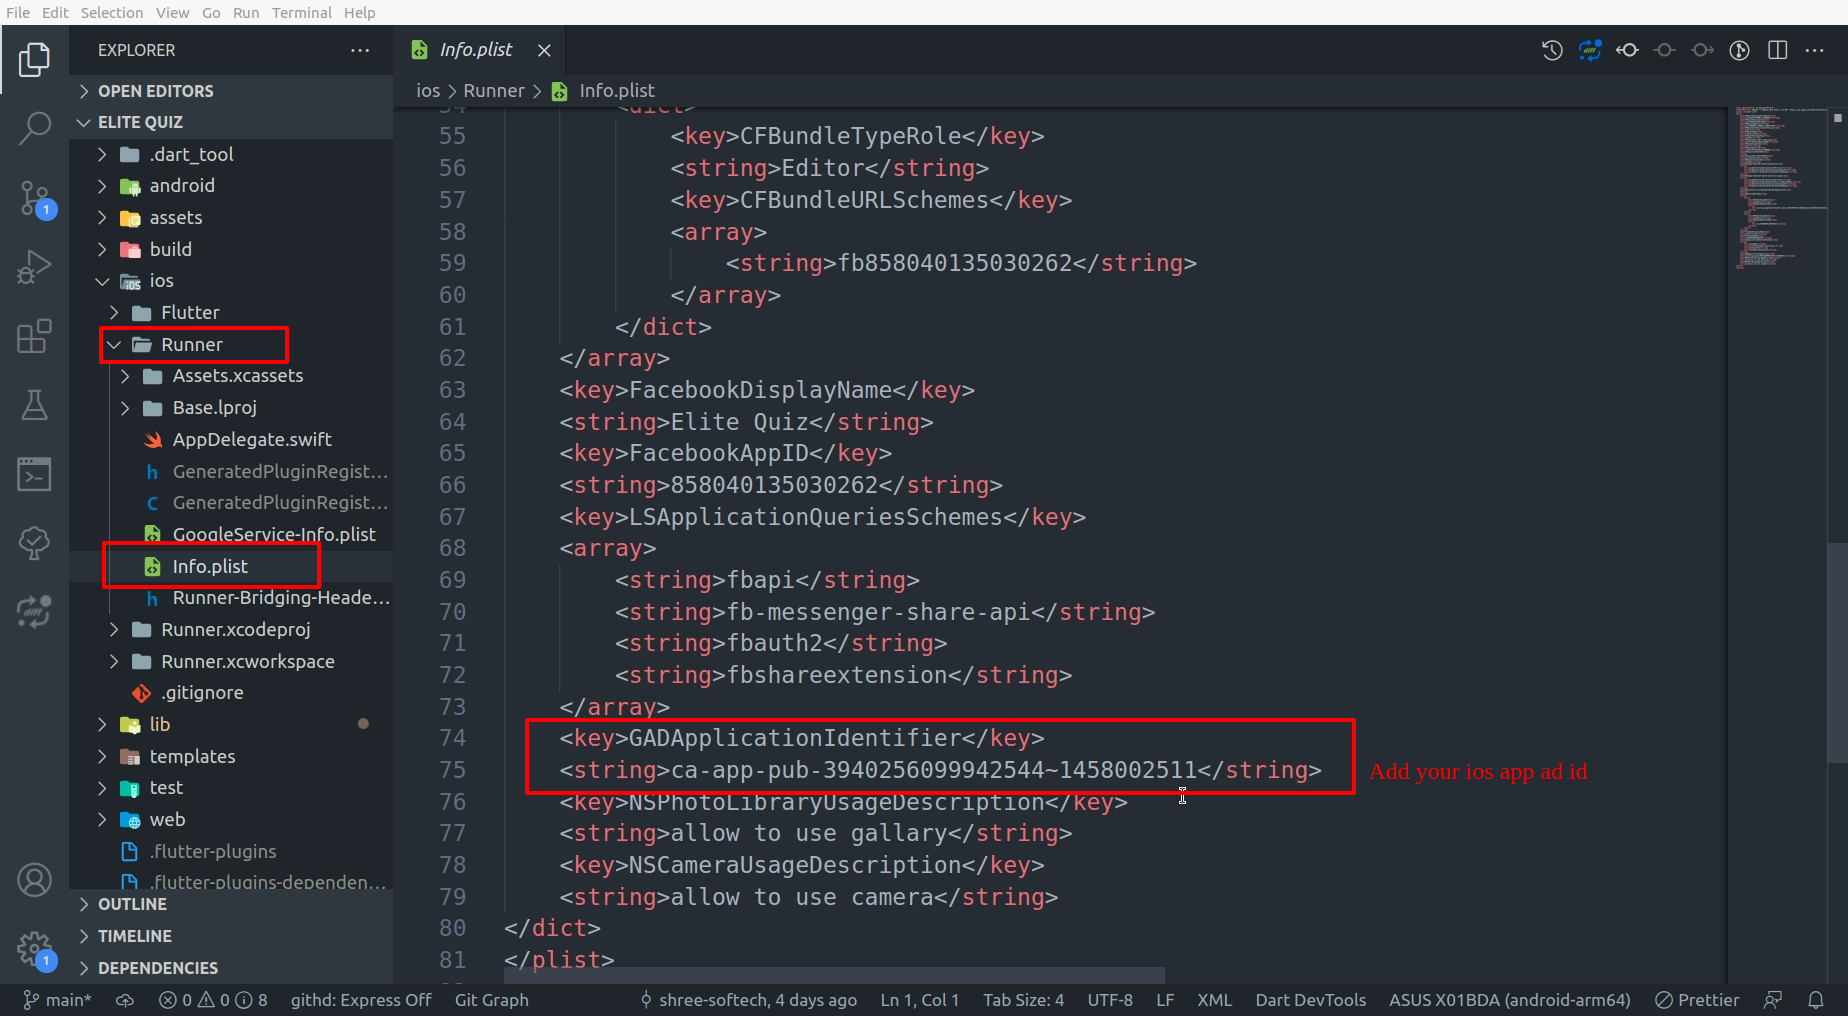 File Edit Selection View Go Run Terminal Help
EXPLORER
Info.plist
OPEN EDITORS
ELITE QUIZ
.dart_tool
android
assets
build
ios
Flutter
Runner
Assets.xcassets
Base.lproj
AppDelegate.swift
h GeneratedPluginRegist...
C GeneratedPluginRegist...
GoogleService-Info.plist
Info.plist
h Runner-Bridging-Heade...
Runner.xcodeproj
Runner.xcworkspace
.gitignore
lib
templates
test
web
.flutter-plugins
.flutter-plugins-dependen...
OUTLINE
TIMELINE
DEPENDENCIES
1
diff
1
diff
ios > Runner > Info.plist
54 <dict>
55 <key>CFBundleTypeRole</key>
56 <string>Editor</string>
57 <key>CFBundleURLSchemes</key>
58 <array>
59 <string>fb858040135030262</string>
60 </array>
61 </dict>
62 </array>
63 <key>FacebookDisplayName</key>
64 <string>Elite Quiz</string>
65 <key>FacebookAppID</key>
66 <string>858040135030262</string>
67 <key>LSApplicationQueriesSchemes</key>
68 <array>
69 <string>fbapi</string>
70 <string>fb-messenger-share-api</string>
71 <string>fbauth2</string>
72 <string>fbshareextension</string>
73 </array>
74 <key>GADApplicationIdentifier</key>
75 <string>ca-app-pub-3940256099942544~1458002511</string>
Add your ios app ad id
76 <key>NSPhotoLibraryUsageDescription</key>
77 <string>allow to use gallary</string>
78 <key>NSCameraUsageDescription</key>
79 <string>allow to use camera</string>
80 </dict>
81 </plist>
main* 0 0 8 githd: Express Off Git Graph shree-softech, 4 days ago Ln 1, Col 1 Tab Size: 4 UTF-8 LF XML Dart DevTools ASUS X01BDA (android-arm64) Prettier